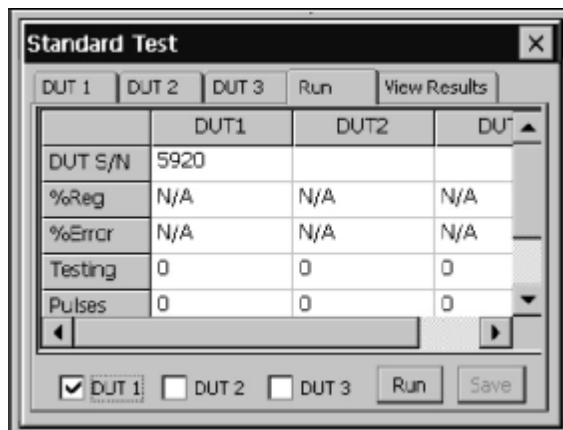 Standard Test
DUT 1 DUT 2 DUT 3 Run View Results
DUT1 DUT2 DUT
DUT S/N 5920
%Reg N/A N/A N/A
%Error N/A N/A N/A
Testing 0 0 0
Pulses 0 0 0
DUT 1 DUT 2 DUT 3 Run Save